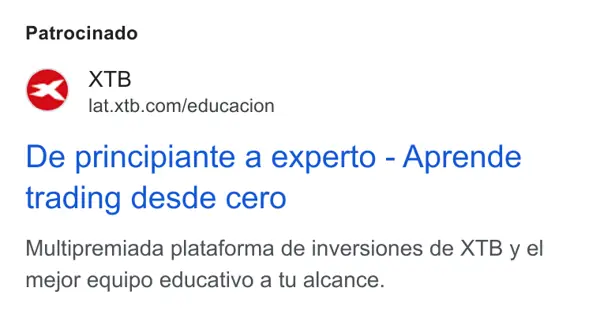 Patrocinado
XTB
lat.xtb.com/educacion
De principiante a experto - Aprende
trading desde cero
Multipremiada plataforma de inversiones de XTB y el
mejor equipo educativo a tu alcance.